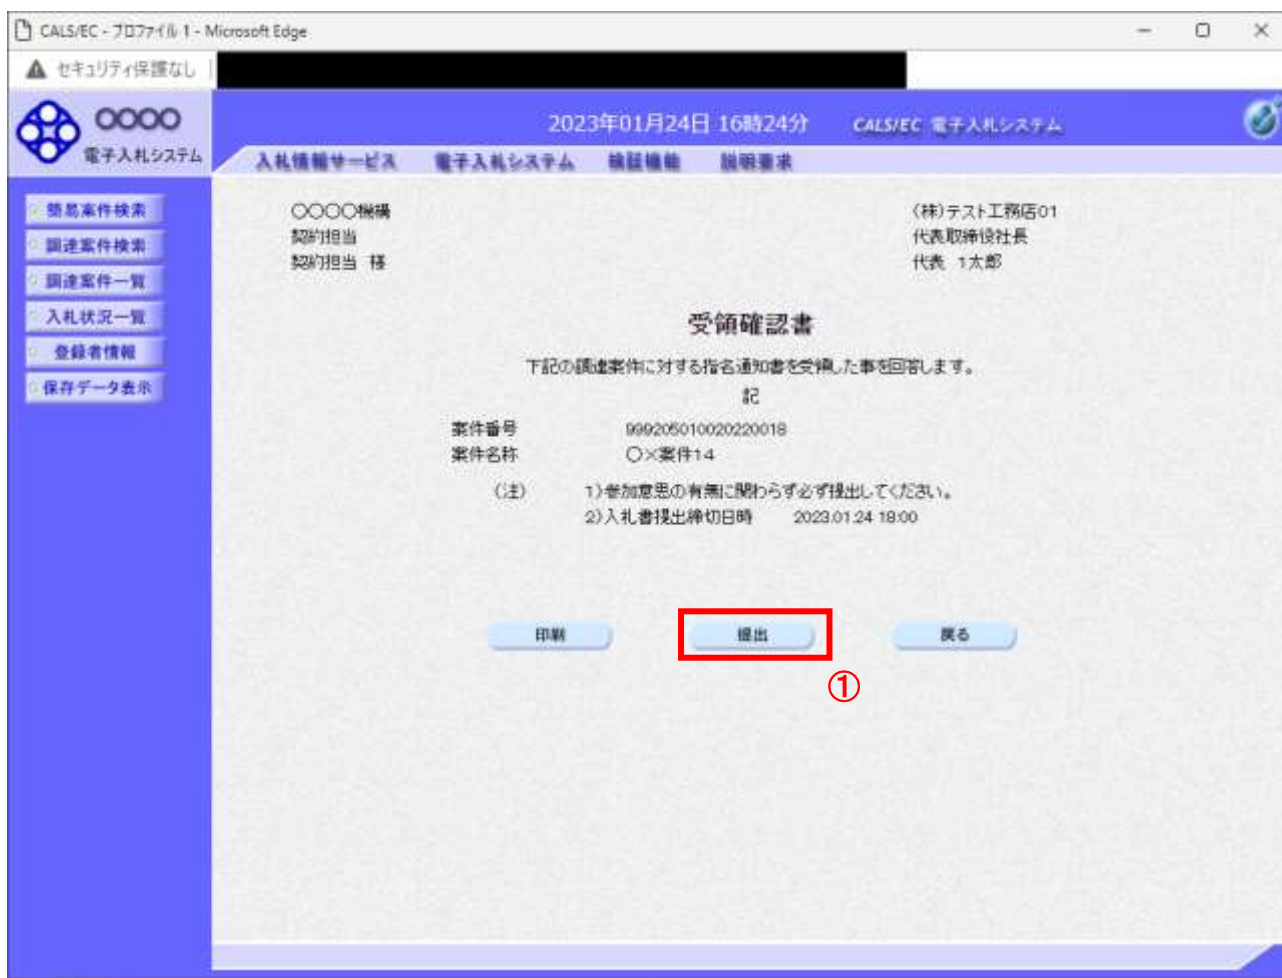 CALS/EC - プロファイル 1 - Microsoft Edge
セキュリティ保護なし
〇〇〇〇
電子入札システム
2023年01月24日 16時24分
CALS/EC 電子入札システム
入札情報サービス
電子入札システム
検証機能
説明要求
簡易案件検索
調達案件検索
調達案件一覧
入札状況一覧
登録者情報
保存データ表示
〇〇〇〇機構
契約担当
契約担当 様
(株)テスト工務店01
代表取締役社長
代表 1太郎
受領確認書
下記の調達案件に対する指名通知書を受領した事を回答します。
記
案件番号 999205010020220018
案件名称 〇×案件14
(注) 1)参加意思の有無に関わらず必ず提出してください。
2)入札書提出締切日時 2023.01.24 18:00
印刷
提出
戻る
①